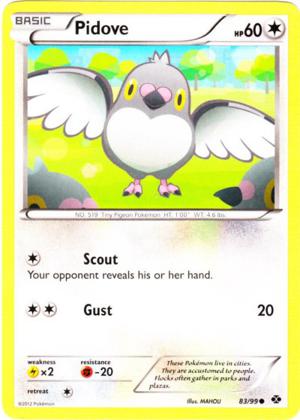 BASIC
Pidove
HP60
NO. 519 Tiny Pigeon Pokémon HT. 1'00" WT. 4.6 lbs.
Scout
Your opponent reveals his or her hand.
Gust 20
weakness
×2
resistance
-20
retreat
These Pokémon live in cities.
They are accustomed to people.
Flocks often gather in parks and
plazas.
©2012 Pokémon
Illus. MAHOU
83/99